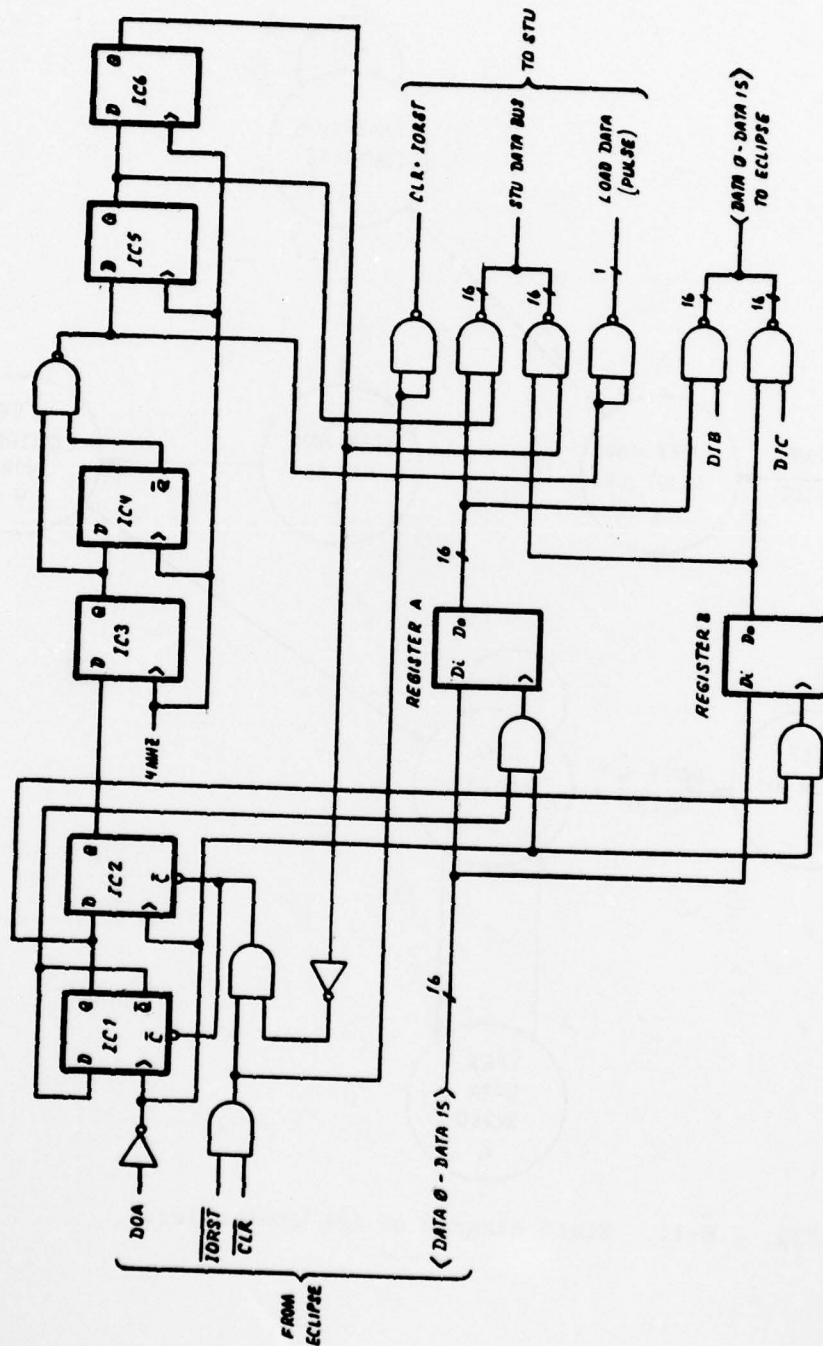 DOA
IORST
CLR
FROM
ECLIPSE
D Q
Q̅
C̅
IC1
D Q
C̅
IC2
4MHZ
D Q
IC3
D
Q̅
IC4
D Q
IC5
D Q
IC6
⟨DATA 0 - DATA 15⟩
16
REGISTER A
Di Do
16
REGISTER B
Di Do
CLR + IORST
16
STU DATA BUS
16
1
LOAD DATA
(PULSE)
TO STU
DIB
DIC
16
16
⟨DATA 0 - DATA 15⟩
TO ECLIPSE